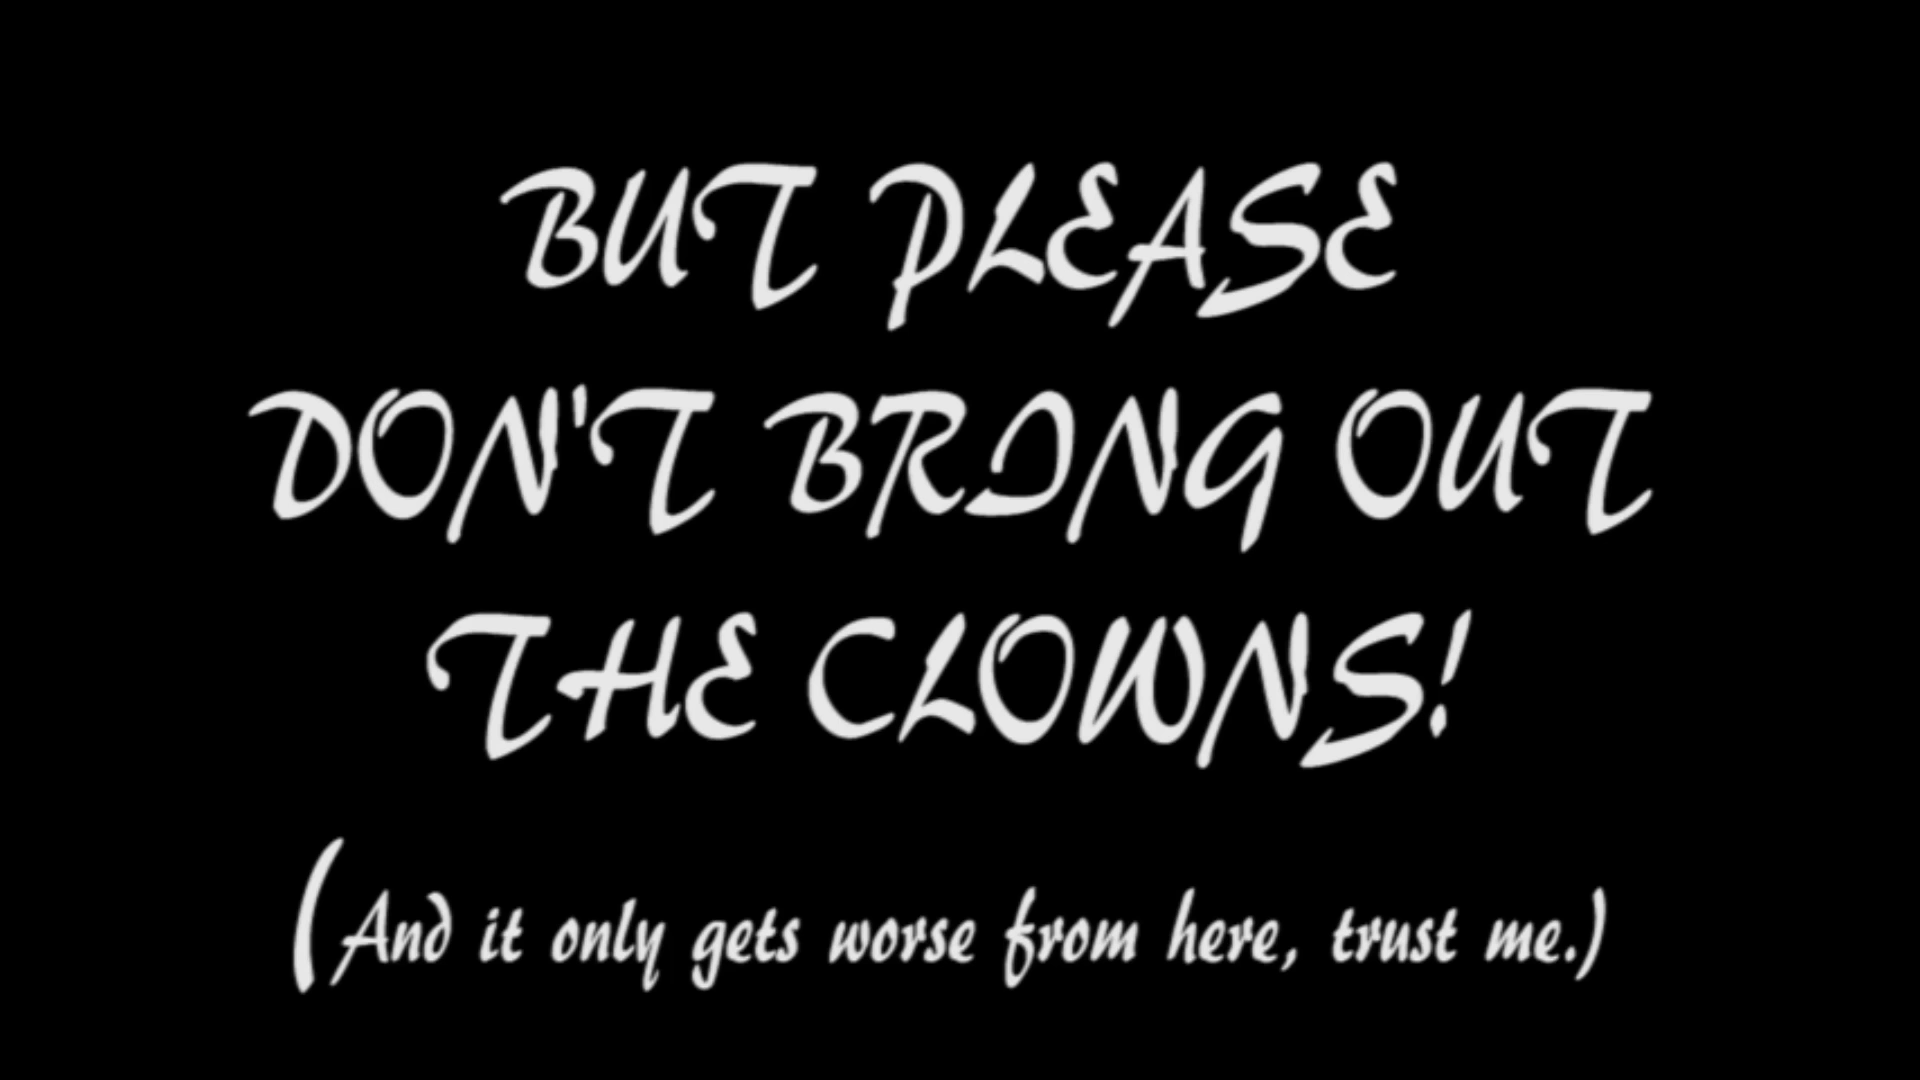 BUT PLEASE
DON'T BRING OUT
THE CLOWNS!
(And it only gets worse from here, trust me.)